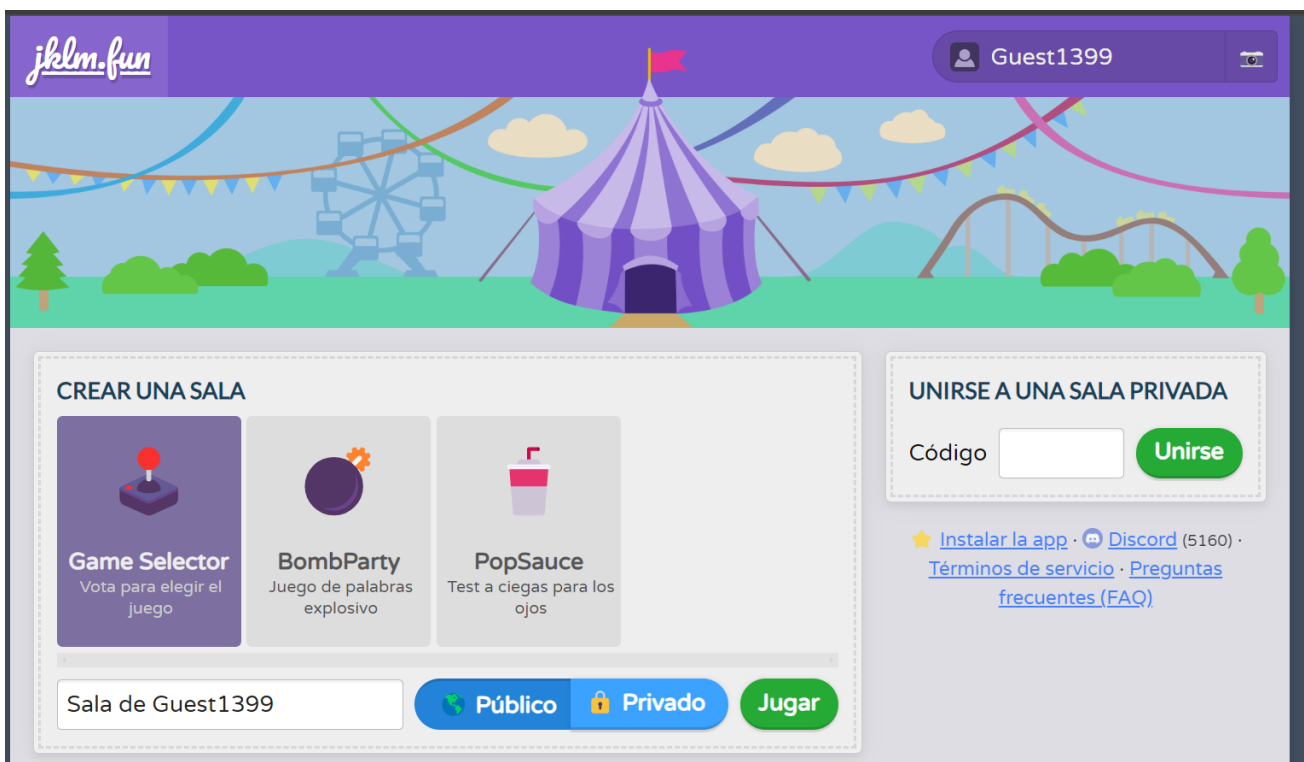 jklm.fun
Guest1399
CREAR UNA SALA
Game Selector
Vota para elegir el
juego
BombParty
Juego de palabras
explosivo
PopSauce
Test a ciegas para los
ojos
Sala de Guest1399
Público
Privado
Jugar
UNIRSE A UNA SALA PRIVADA
Código
Unirse
Instalar la app · Discord (5160) ·
Términos de servicio · Preguntas
frecuentes (FAQ)